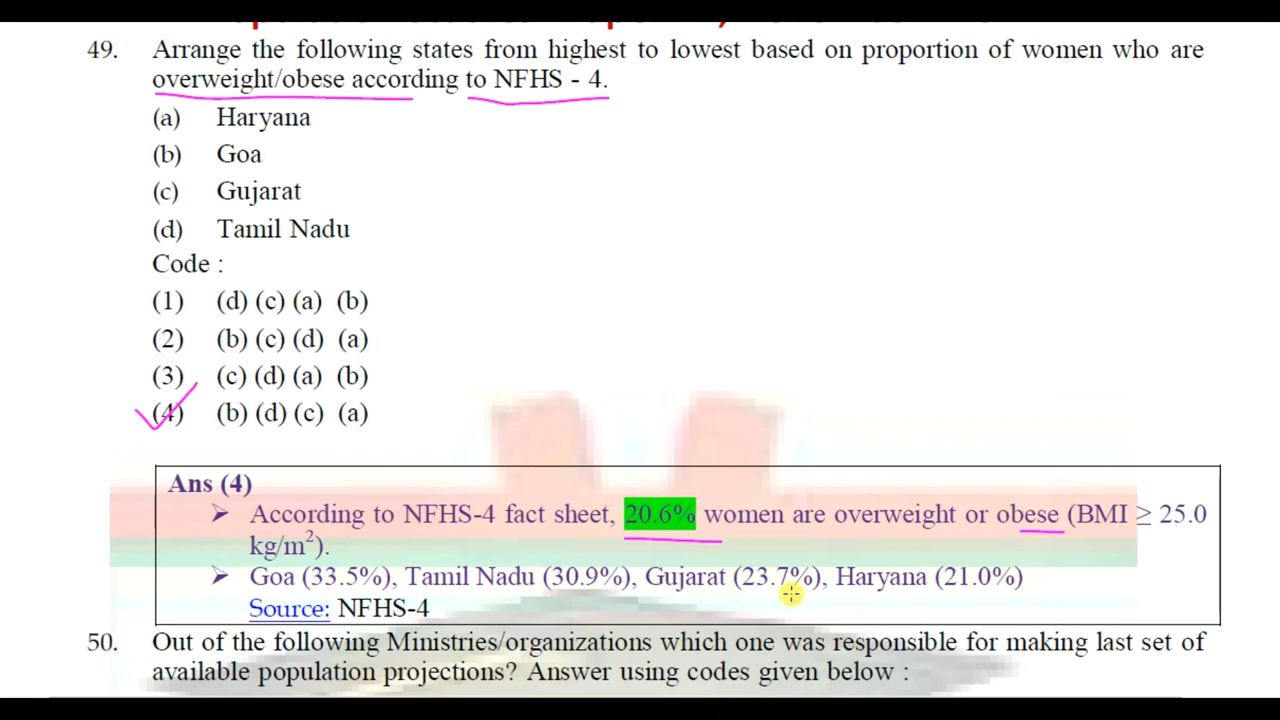 49. Arrange the following states from highest to lowest based on proportion of women who are
overweight/obese according to NFHS - 4.
(a) Haryana
(b) Goa
(c) Gujarat
(d) Tamil Nadu
Code :
(1) (d) (c) (a) (b)
(2) (b) (c) (d) (a)
(3) (c) (d) (a) (b)
(4) (b) (d) (c) (a)
Ans (4)
➢ According to NFHS-4 fact sheet, 20.6% women are overweight or obese (BMI ≥ 25.0
kg/m²).
➢ Goa (33.5%), Tamil Nadu (30.9%), Gujarat (23.7%), Haryana (21.0%)
Source: NFHS-4
50. Out of the following Ministries/organizations which one was responsible for making last set of
available population projections? Answer using codes given below :